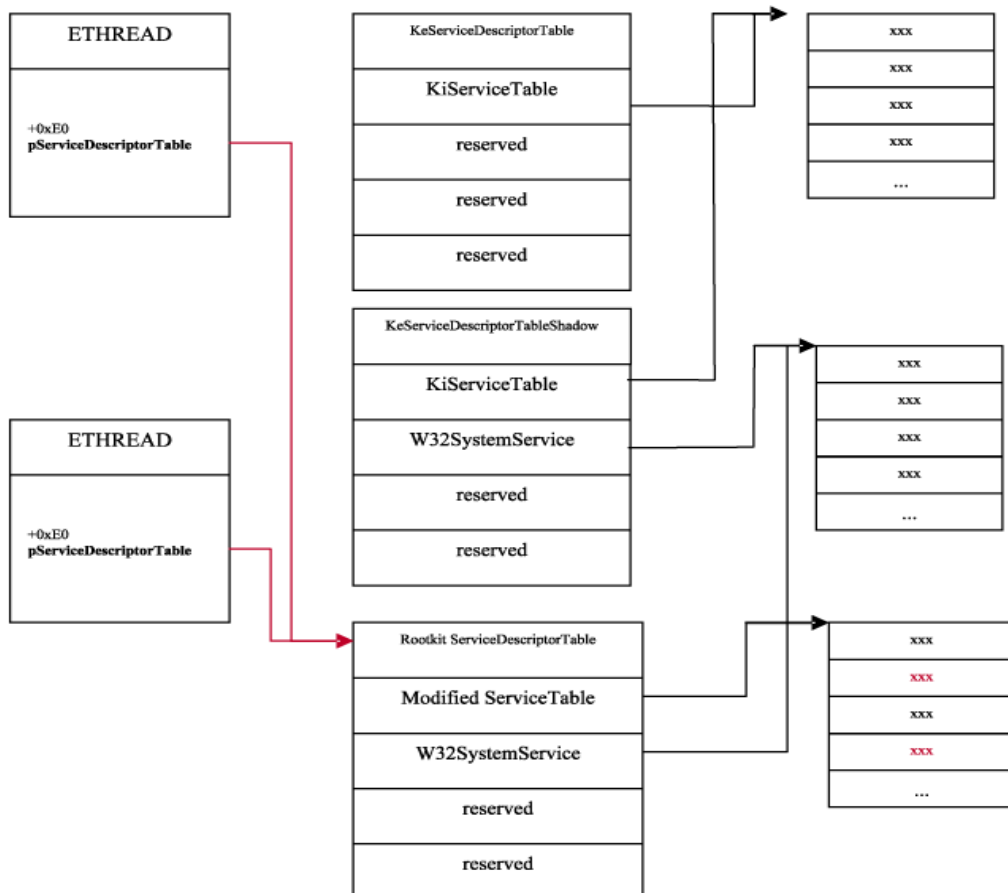 ETHREAD
+0xE0
pServiceDescriptorTable
ETHREAD
+0xE0
pServiceDescriptorTable
KeServiceDescriptorTable
KiServiceTable
reserved
reserved
reserved
KeServiceDescriptorTableShadow
KiServiceTable
W32SystemService
reserved
reserved
Rootkit ServiceDescriptorTable
Modified ServiceTable
W32SystemService
reserved
reserved
xxx
xxx
xxx
xxx
...
xxx
xxx
xxx
xxx
...
xxx
xxx
xxx
xxx
...